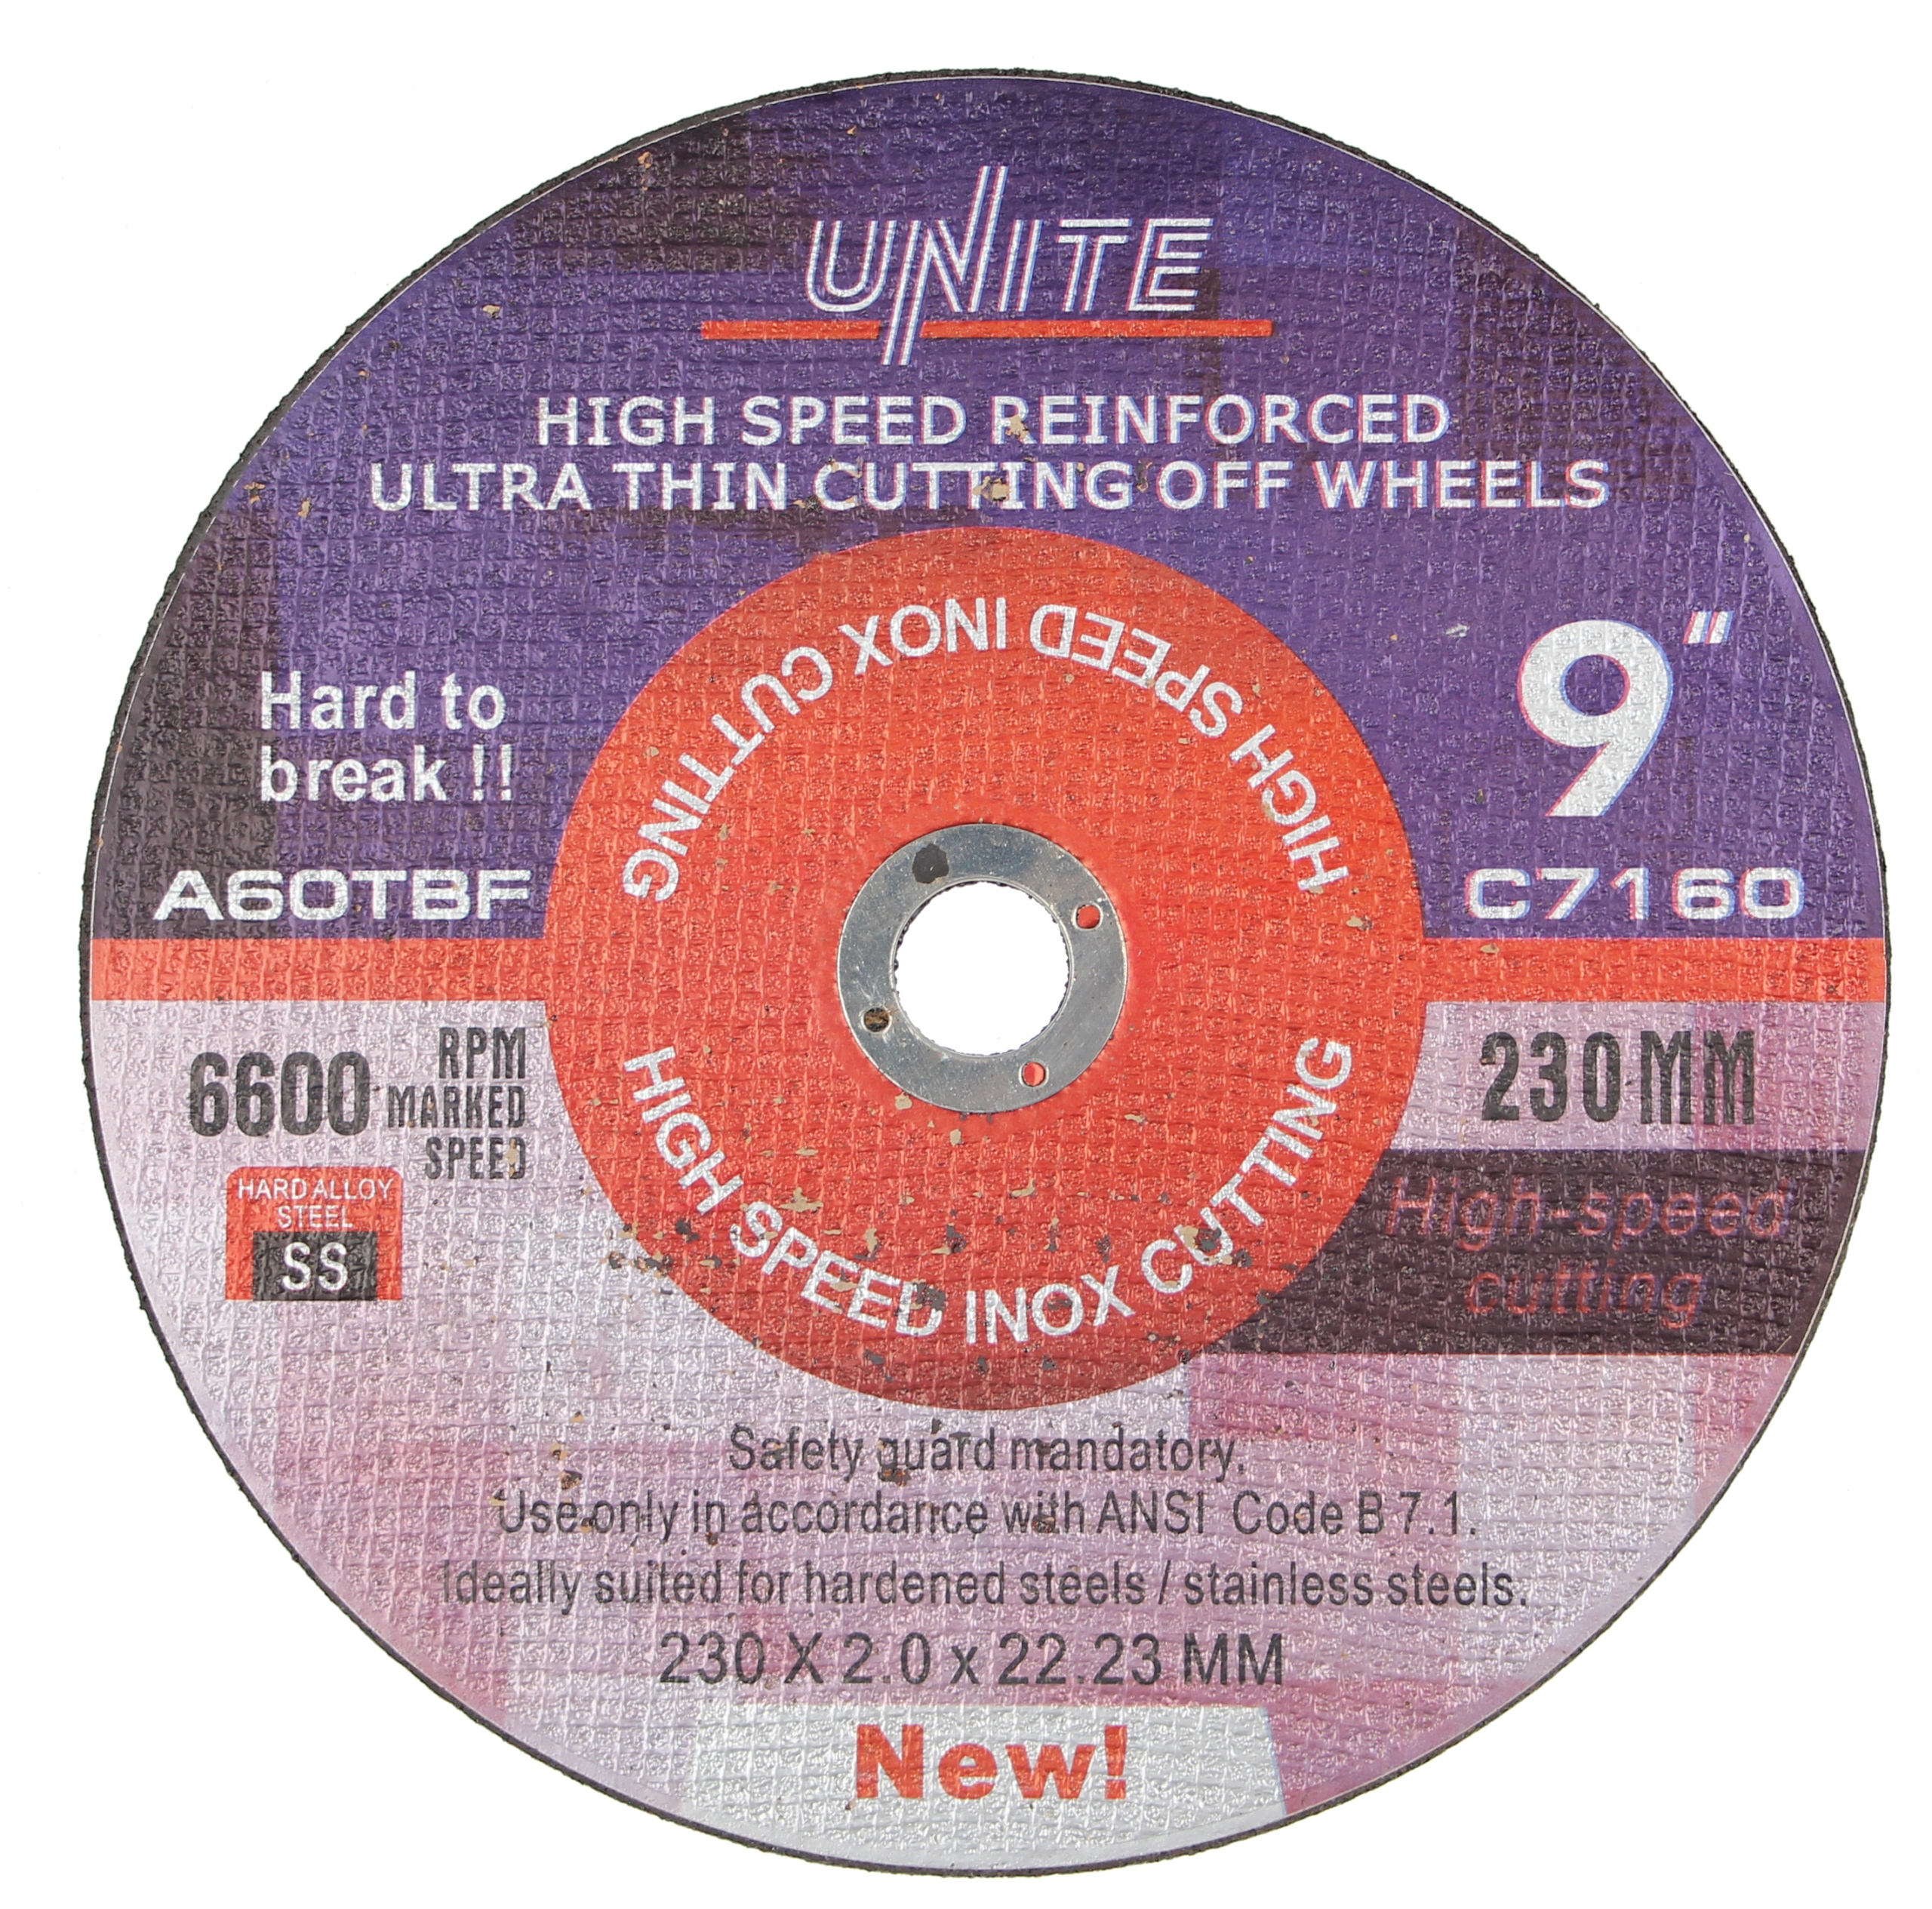 UNITE
HIGH SPEED REINFORCED
ULTRA THIN CUTTING OFF WHEELS
HIGH SPEED INOX CUTTING
Hard to
break !!
9"
A60TBF
C7160
6600
RPM
MARKED
SPEED
230MM
HARD ALLOY
STEEL
SS
High-speed
cutting
HIGH SPEED INOX CUTTING
Safety guard mandatory.
Use only in accordance with ANSI Code B 7.1.
Ideally suited for hardened steels / stainless steels.
230 X 2.0 x 22.23 MM
New!